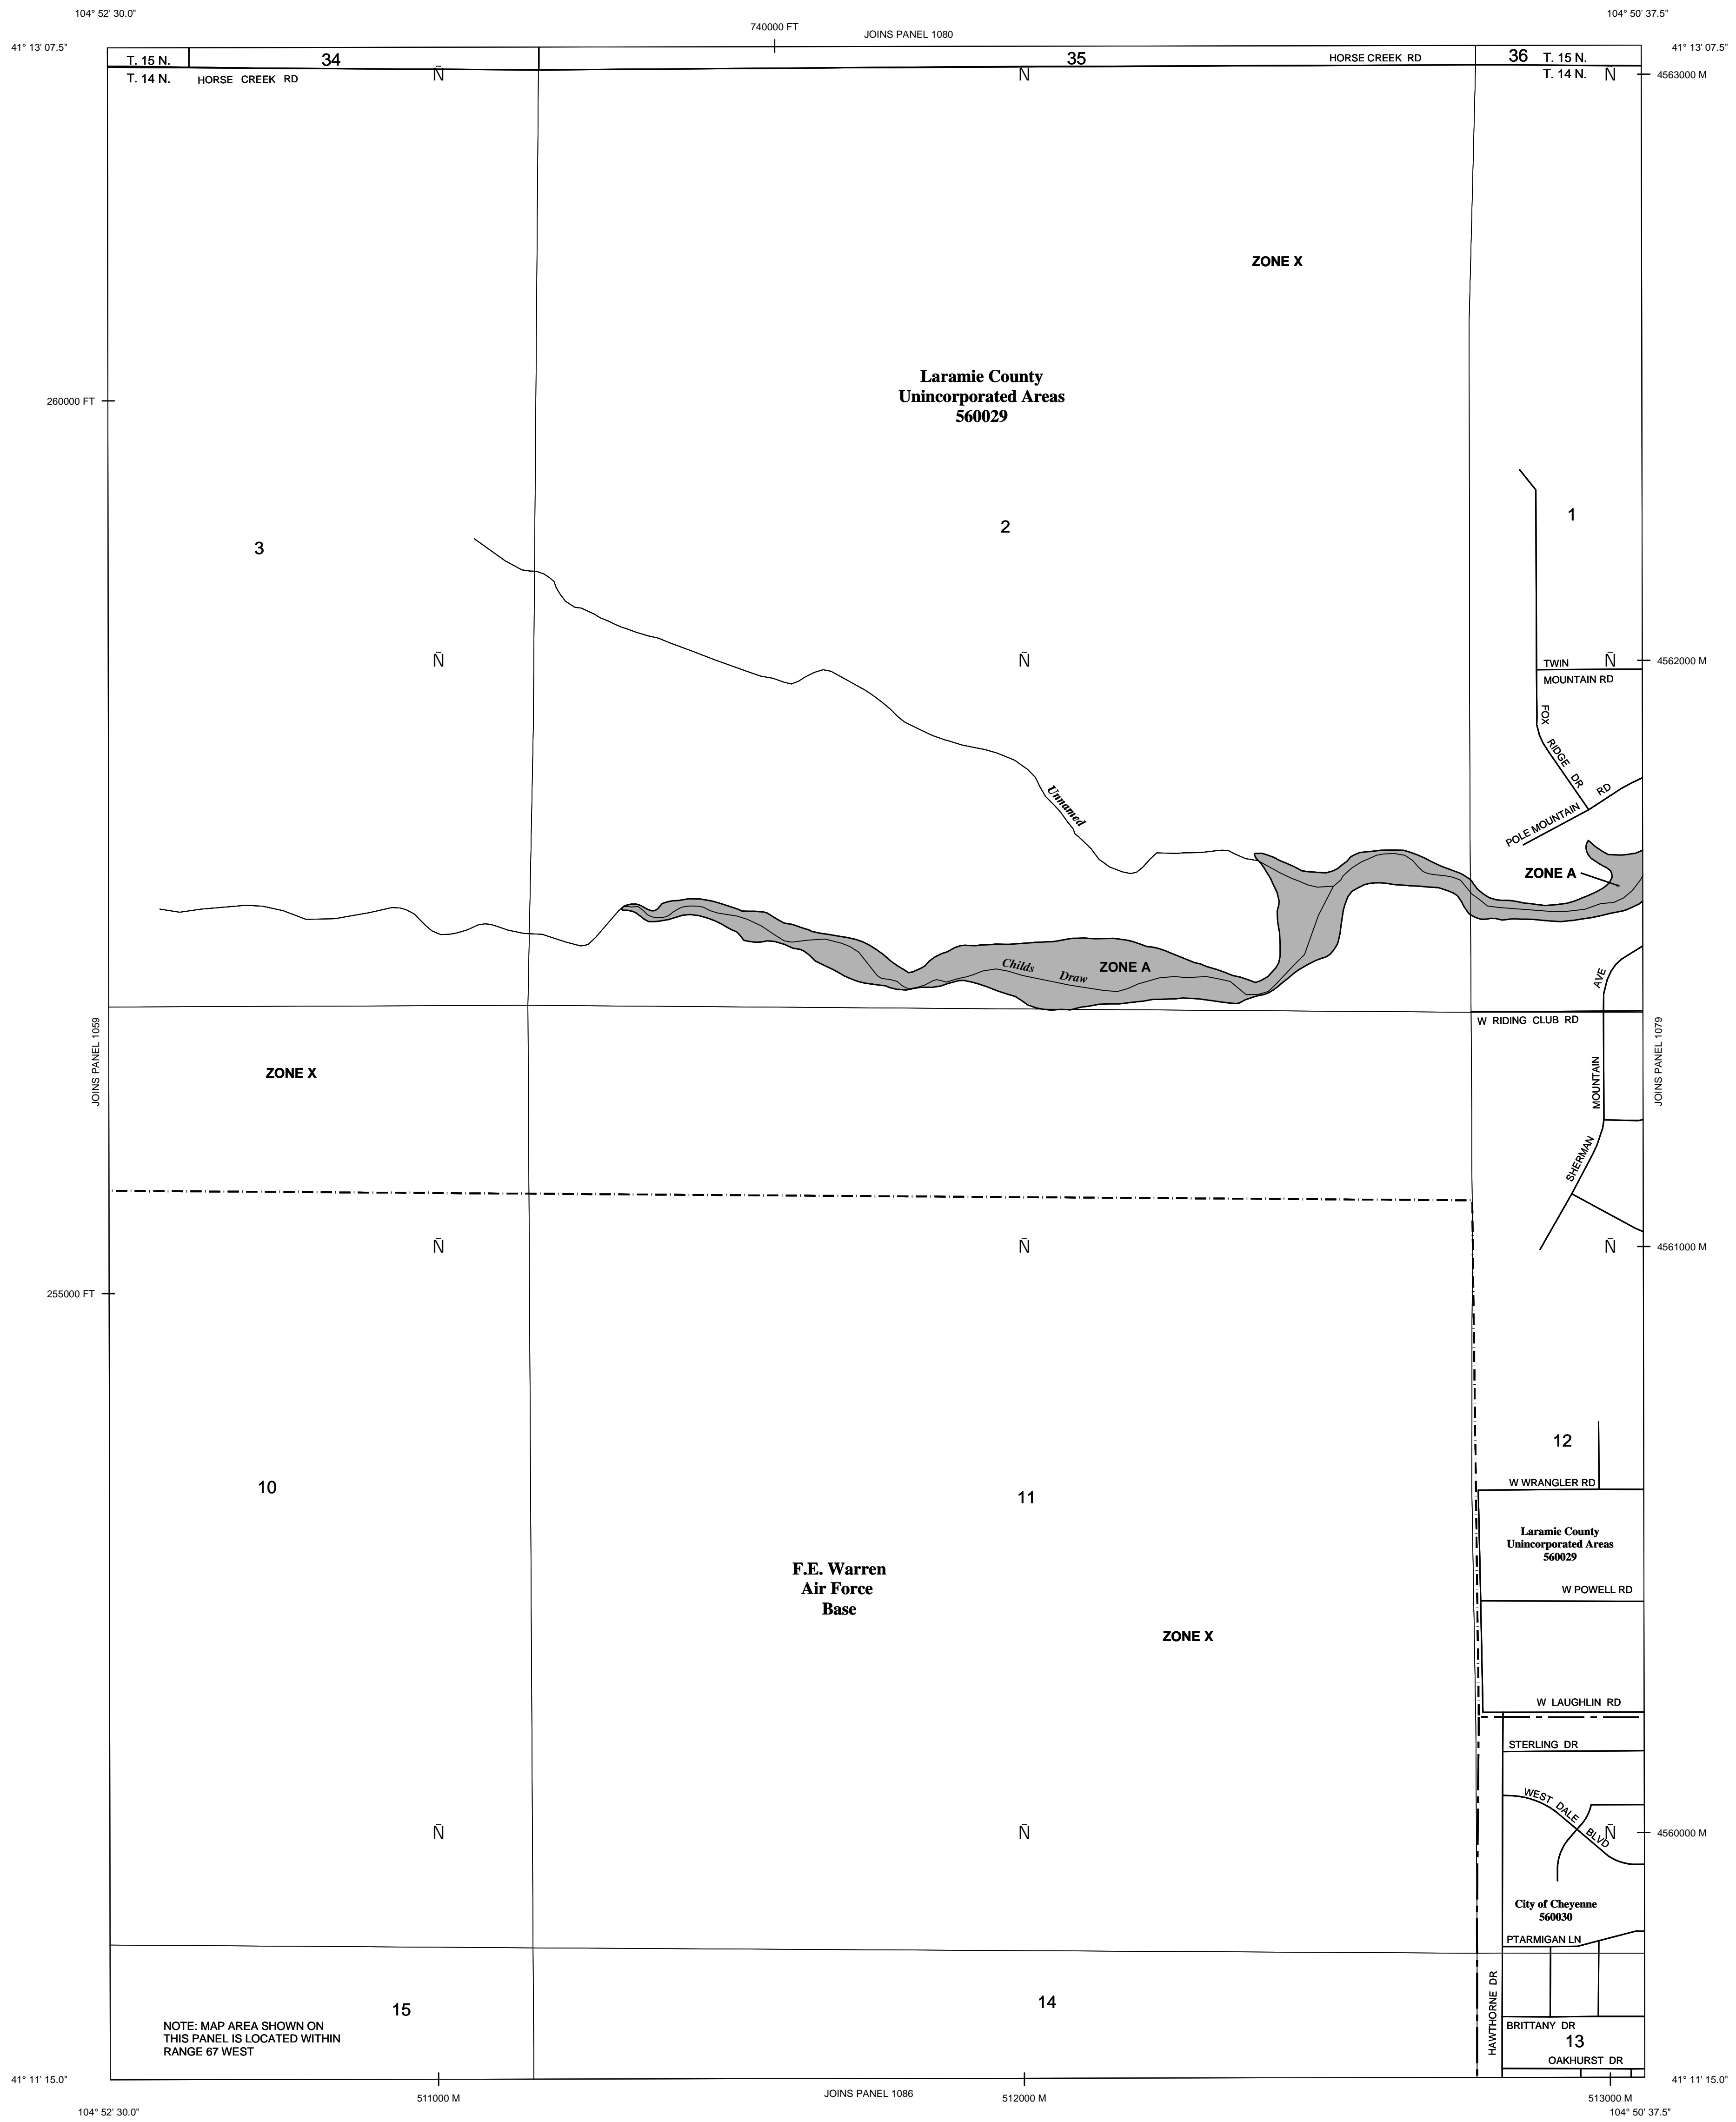 104° 52' 30.0"
104° 50' 37.5"
740000 FT
JOINS PANEL 1080
41° 13' 07.5"
41° 13' 07.5"
T. 15 N.
34
35
HORSE CREEK RD
36
T. 15 N.
T. 14 N.
HORSE CREEK RD
Ñ
Ñ
T. 14 N.
Ñ
4563000 M
ZONE X
Laramie County
Unincorporated Areas
560029
260000 FT
1
2
3
Ñ
Ñ
TWIN
MOUNTAIN RD
Ñ
4562000 M
FOX
RIDGE DR
POLE MOUNTAIN RD
Unnamed
ZONE A
Childs Draw
ZONE A
AVE
W RIDING CLUB RD
JOINS PANEL 1059
JOINS PANEL 1079
ZONE X
MOUNTAIN
SHERMAN
Ñ
Ñ
Ñ
4561000 M
255000 FT
12
W WRANGLER RD
10
11
Laramie County
Unincorporated Areas
560029
F.E. Warren
Air Force
Base
W POWELL RD
ZONE X
W LAUGHLIN RD
STERLING DR
WEST DALE BLVD
Ñ
Ñ
Ñ
4560000 M
City of Cheyenne
560030
PTARMIGAN LN
HAWTHORNE DR
15
14
NOTE: MAP AREA SHOWN ON
THIS PANEL IS LOCATED WITHIN
RANGE 67 WEST
BRITTANY DR
13
OAKHURST DR
41° 11' 15.0"
41° 11' 15.0"
511000 M
JOINS PANEL 1086
512000 M
513000 M
104° 52' 30.0"
104° 50' 37.5"